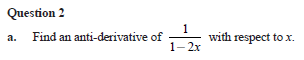 Question 2
a. Find an anti-derivative of 1/(1− 2x) with respect to x.